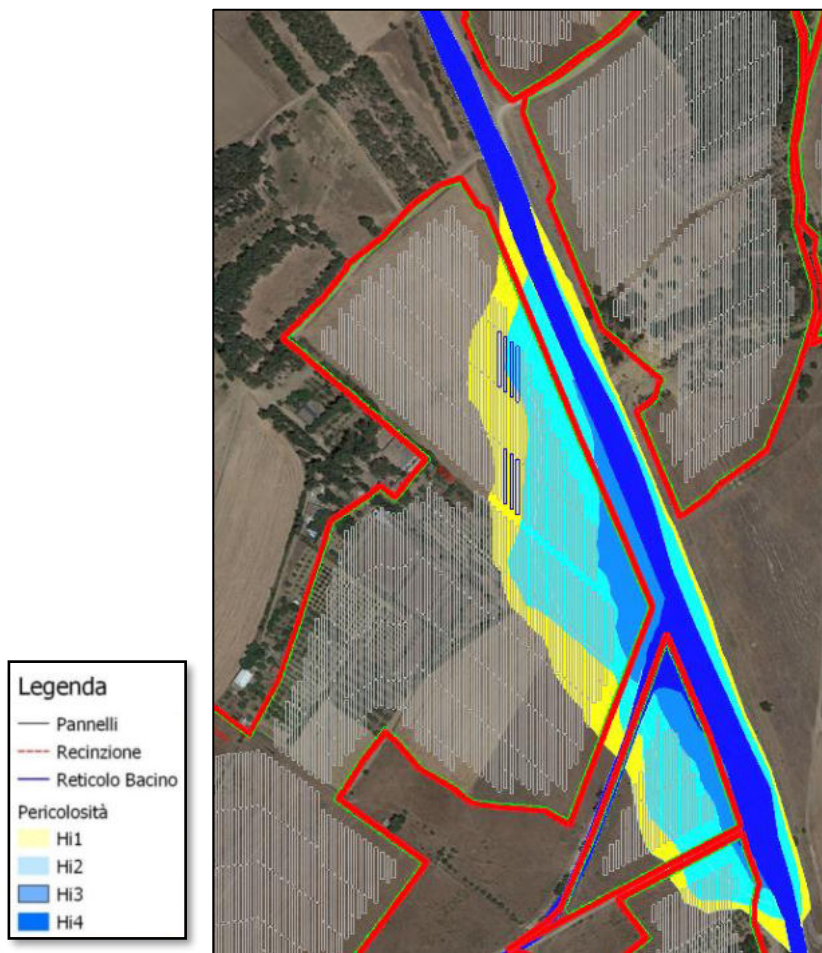 Legenda
Pannelli
Recinzione
Reticolo Bacino
Pericolosità
Hi1
Hi2
Hi3
Hi4